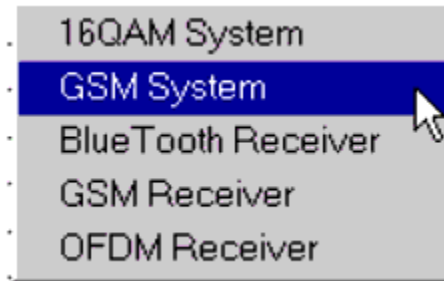 16QAM System
GSM System
BlueTooth Receiver
GSM Receiver
OFDM Receiver